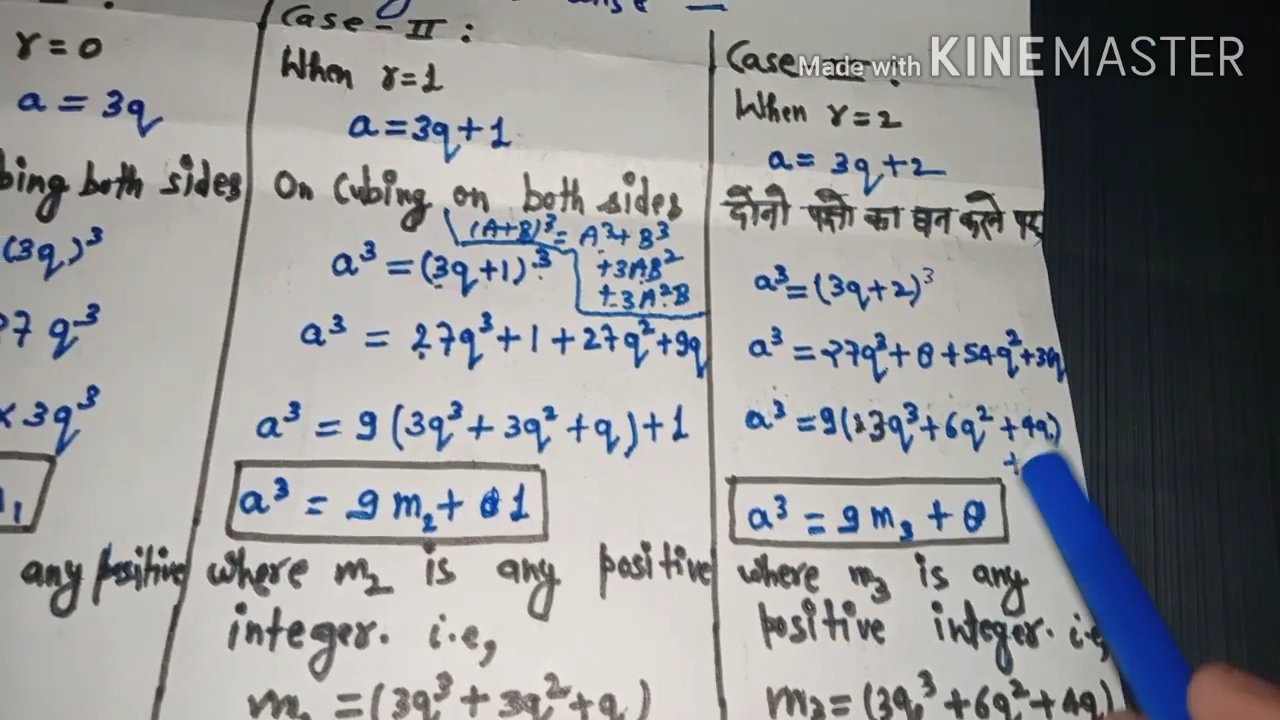 r = 0
a = 3q
bing both sides
(3q)³
7 q³
× 3q³
any positive
Case - II :
When r = 1
a = 3q + 1
On Cubing on both sides
(A+B)³ = A³ + B³
+3AB²
+3A²B
a³ = (3q+1)³
a³ = 27q³ + 1 + 27q² + 9q
a³ = 9 (3q³ + 3q² + q) + 1
a³ = 9 m₂ + 1
where m₂ is any positive
integer. i.e,
= (3q³ + 3q² + q)
Made with KINEMASTER
Case
When r = 2
a = 3q + 2
दोनो पक्षो का घन करने पर
a³ = (3q+2)³
a³ = 27q³ + 8 + 54q² + 36q
a³ = 9(3q³ + 6q² + 4q)
+
a³ = 9 m₃ + 8
where m₃ is any
positive integer. i.e,
m₃ = (3q³ + 6q² + 4q)